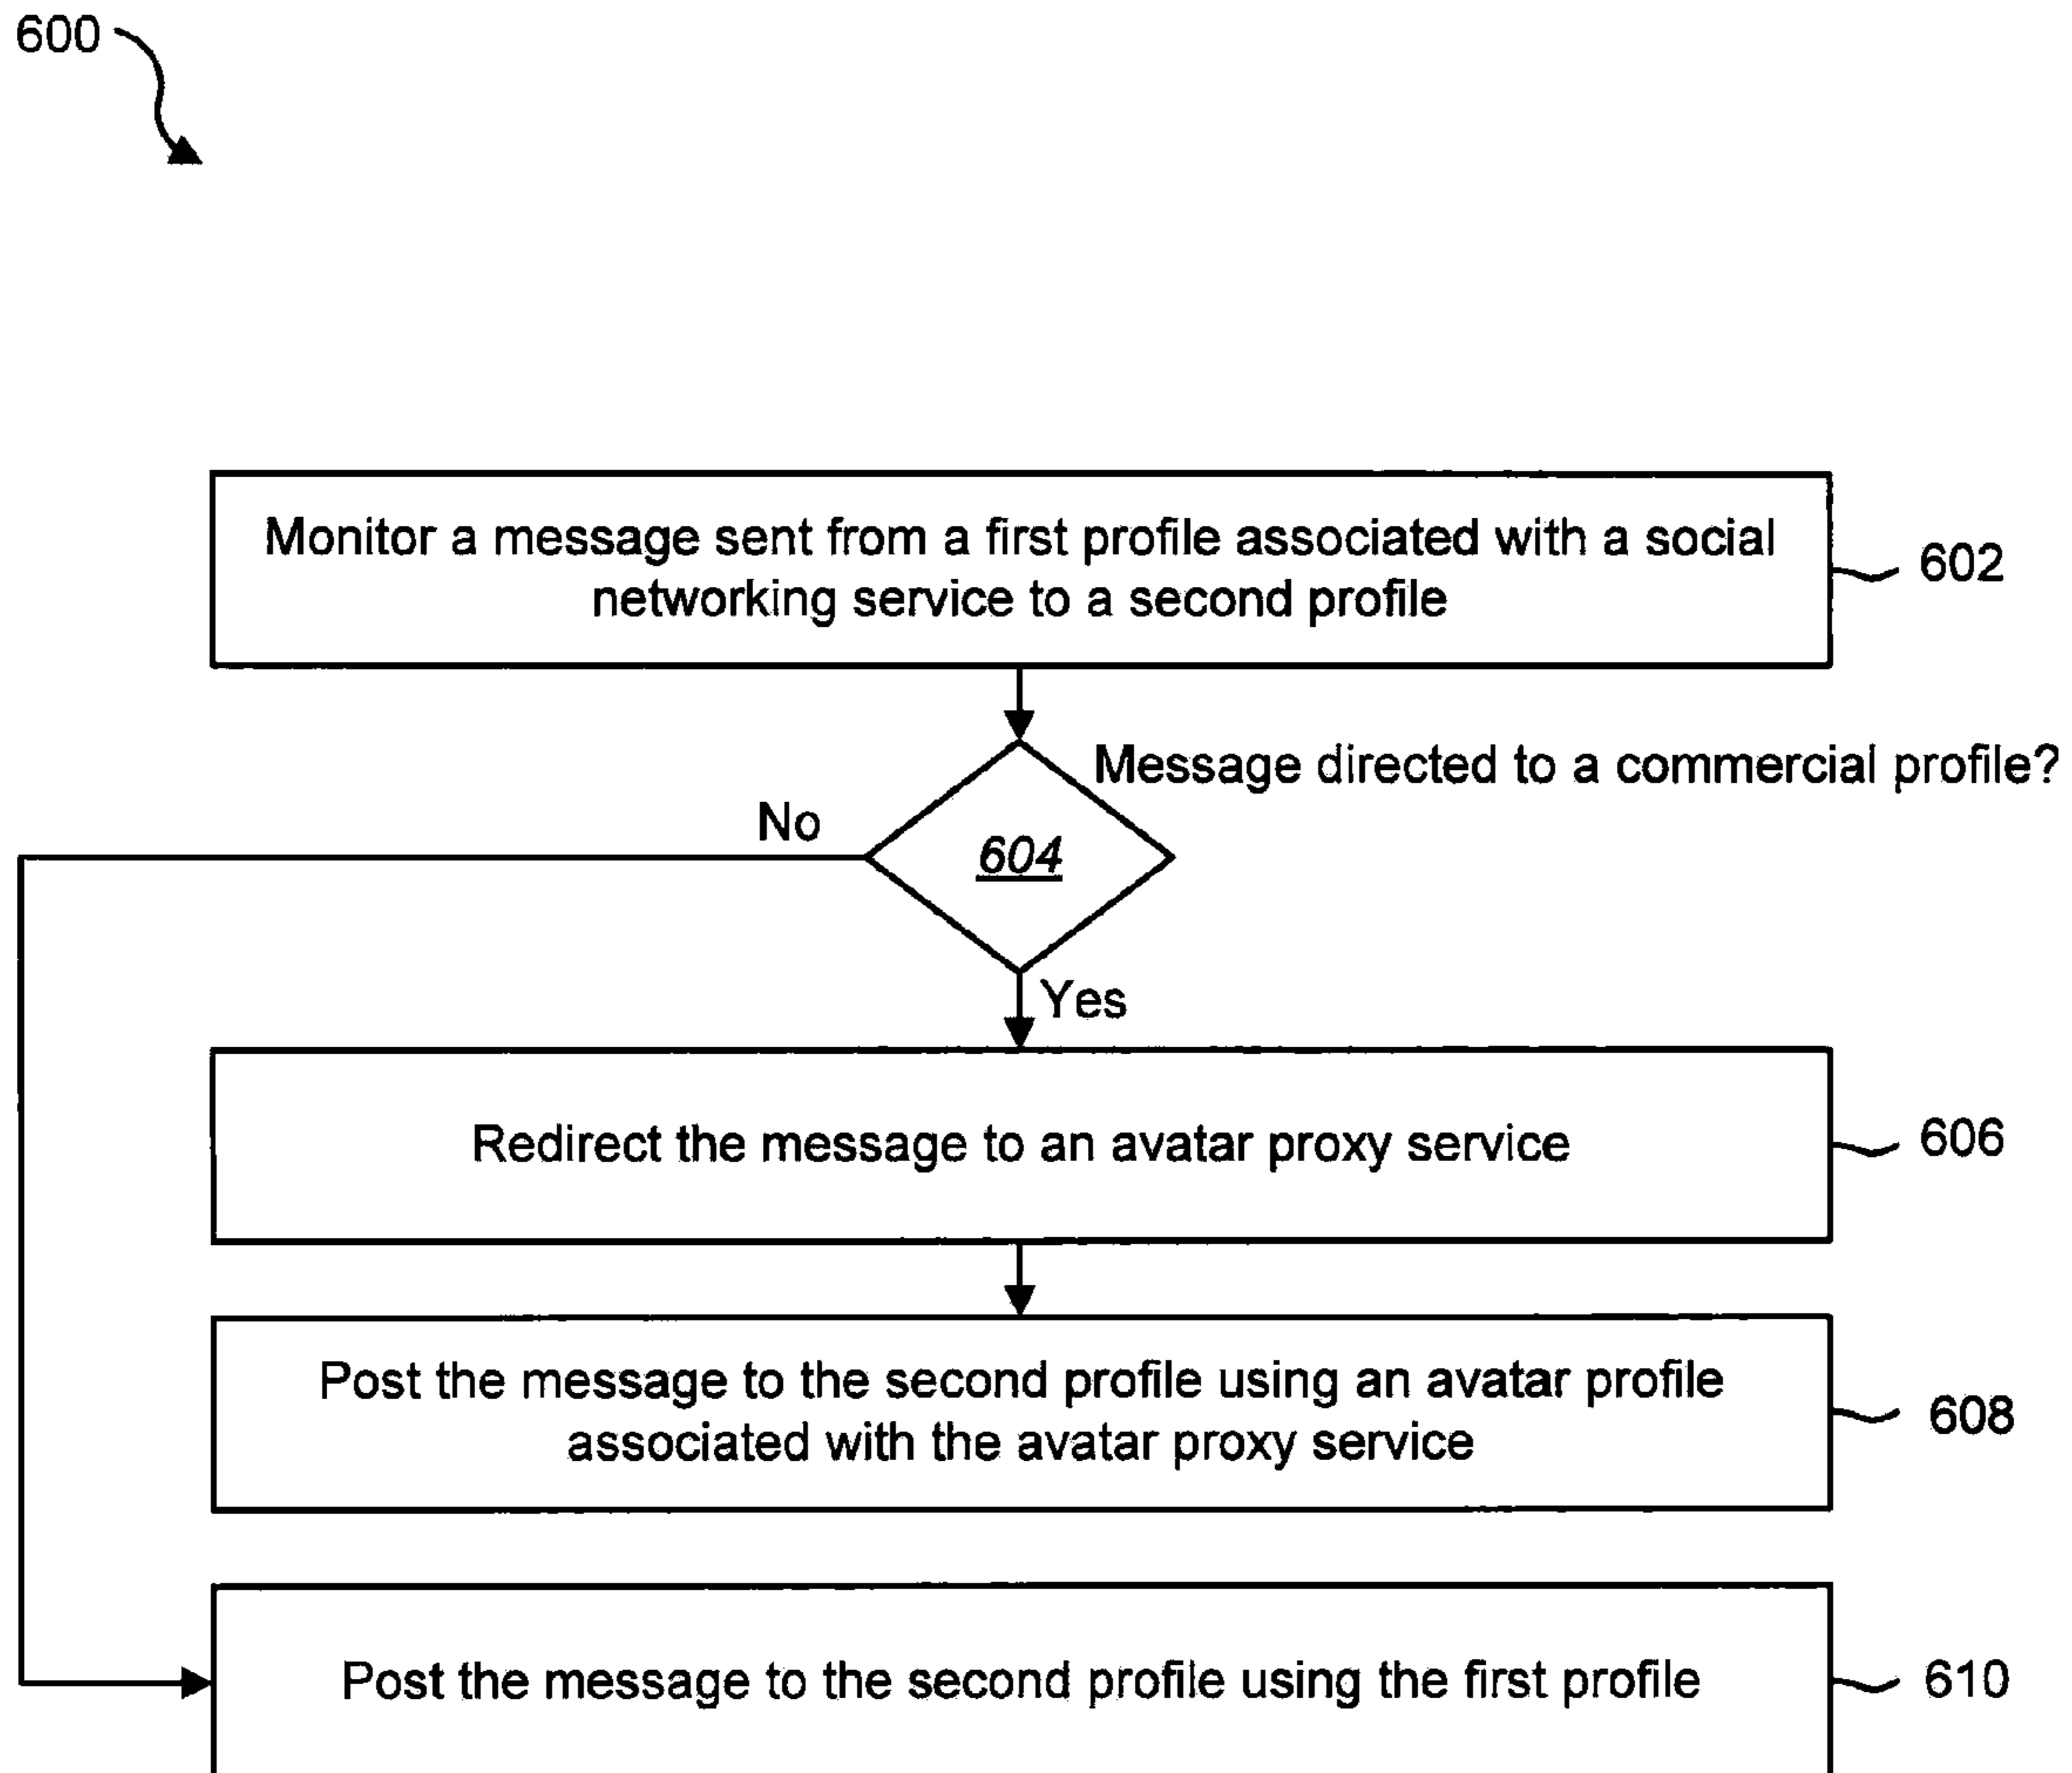 600
Monitor a message sent from a first profile associated with a social
networking service to a second profile
602
Message directed to a commercial profile?
No
604
Yes
Redirect the message to an avatar proxy service
606
Post the message to the second profile using an avatar profile
associated with the avatar proxy service
608
Post the message to the second profile using the first profile
610